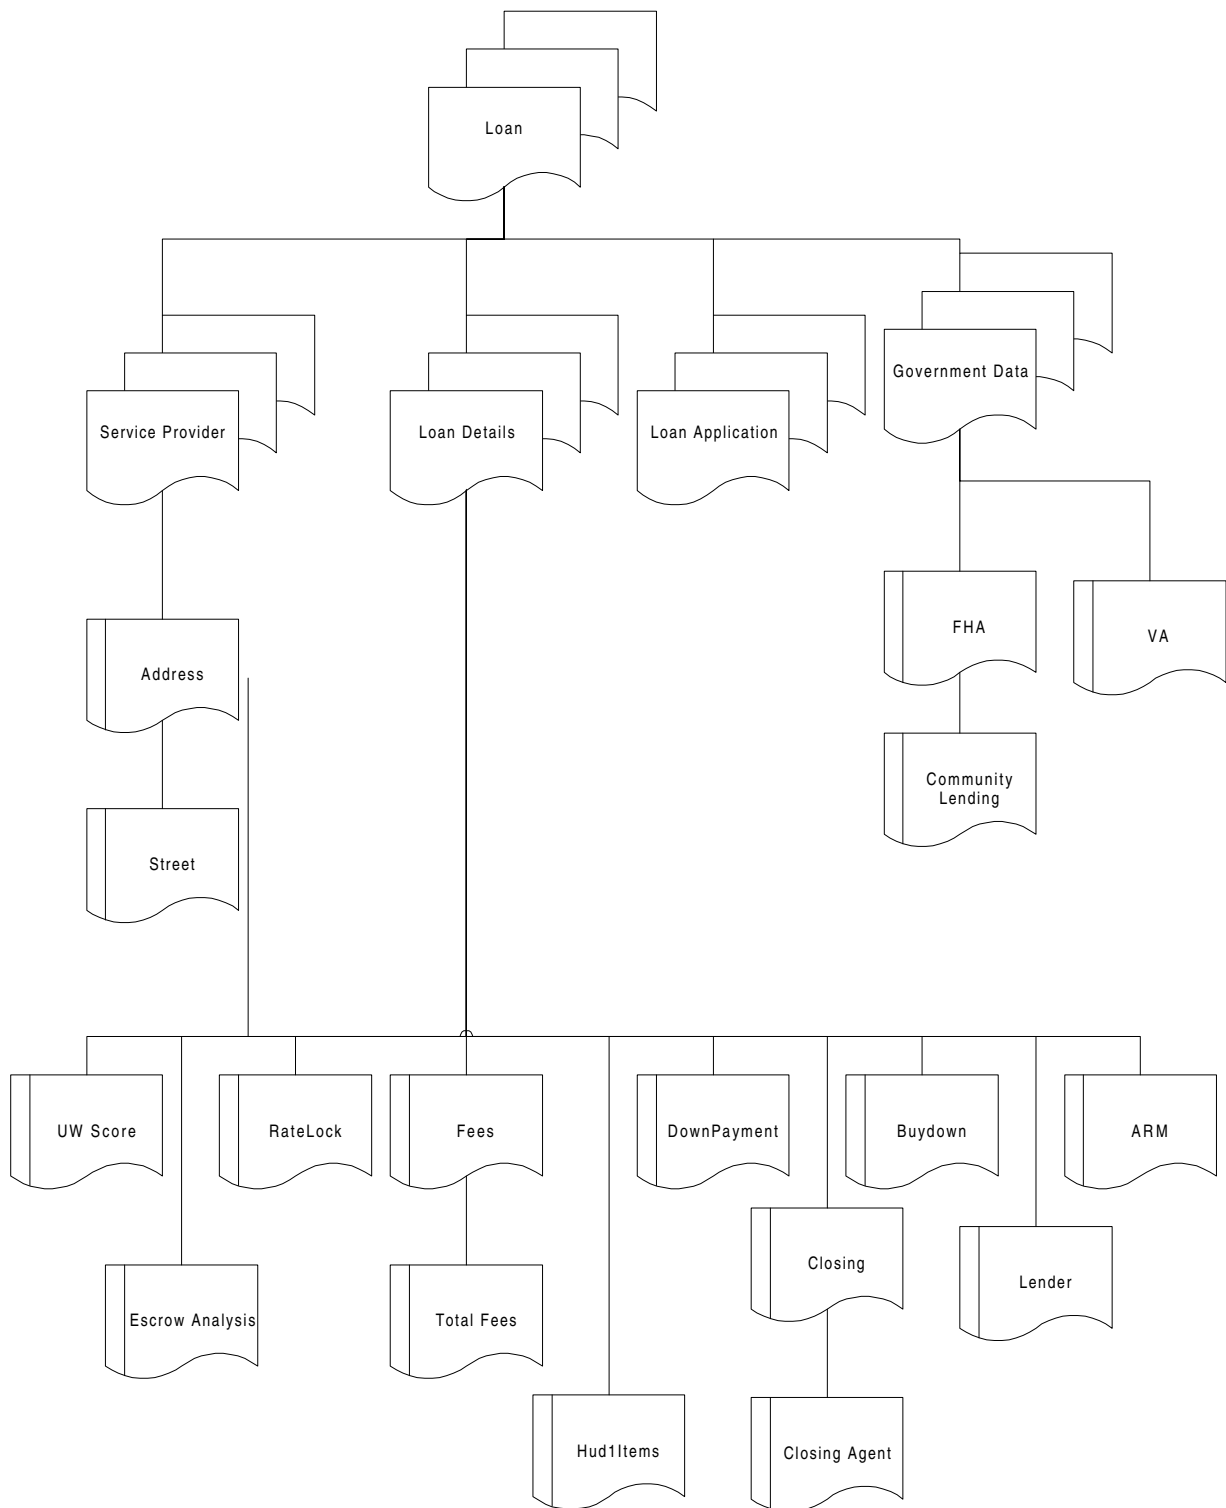 Loan
Government Data
Service Provider
Loan Details
Loan Application
FHA
VA
Address
Community
Lending
Street
UW Score
RateLock
Fees
DownPayment
Buydown
ARM
Closing
Lender
Escrow Analysis
Total Fees
Hud1Items
Closing Agent